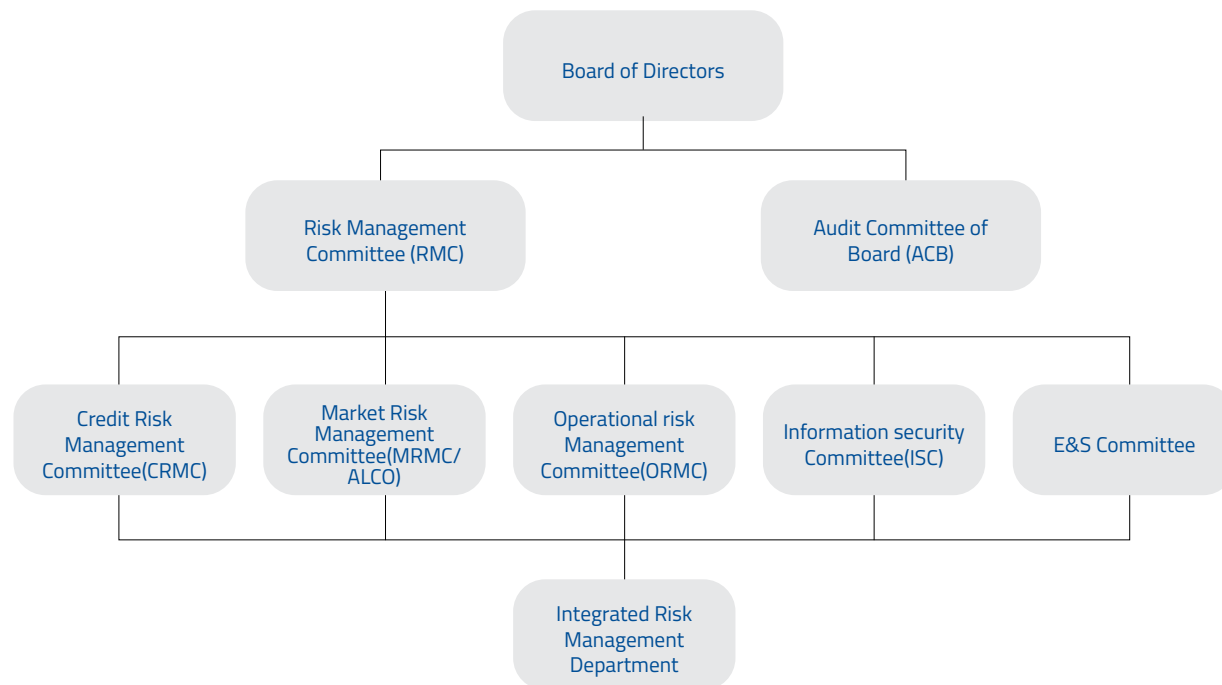 Board of Directors
Risk Management
Committee (RMC)
Audit Committee of
Board (ACB)
Credit Risk
Management
Committee(CRMC)
Market Risk
Management
Committee(MRMC/
ALCO)
Operational risk
Management
Committee(ORMC)
Information security
Committee(ISC)
E&S Committee
Integrated Risk
Management
Department